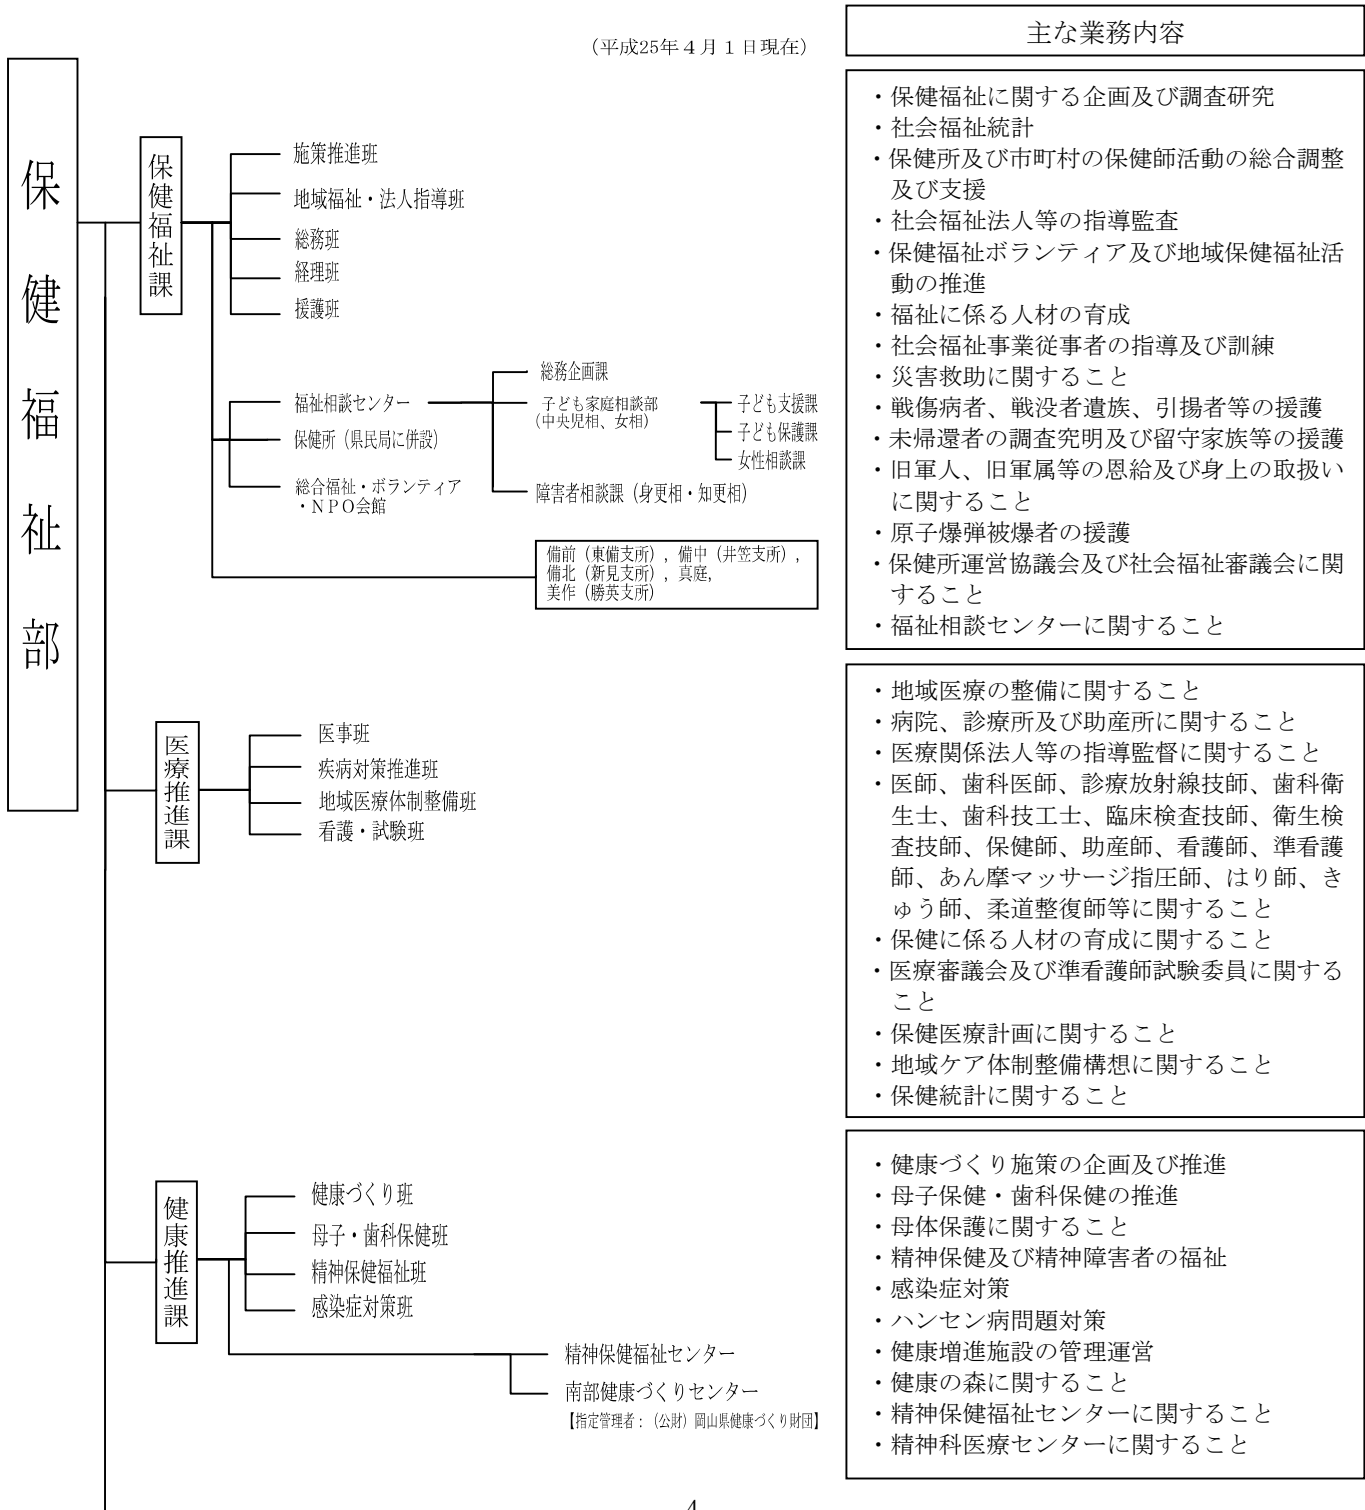 (平成25年４月１日現在)
主な業務内容
保健福祉部
保健福祉課
施策推進班
地域福祉・法人指導班
総務班
経理班
援護班
福祉相談センター
保健所（県民局に併設）
総合福祉・ボランティア
・ＮＰＯ会館
総務企画課
子ども家庭相談部
（中央児相、女相）
障害者相談課（身更相・知更相）
子ども支援課
子ども保護課
女性相談課
備前（東備支所）, 備中（井笠支所）,
備北（新見支所）, 真庭,
美作（勝英支所）
・保健福祉に関する企画及び調査研究
・社会福祉統計
・保健所及び市町村の保健師活動の総合調整
及び支援
・社会福祉法人等の指導監査
・保健福祉ボランティア及び地域保健福祉活
動の推進
・福祉に係る人材の育成
・社会福祉事業従事者の指導及び訓練
・災害救助に関すること
・戦傷病者、戦没者遺族、引揚者等の援護
・未帰還者の調査究明及び留守家族等の援護
・旧軍人、旧軍属等の恩給及び身上の取扱い
に関すること
・原子爆弾被爆者の援護
・保健所運営協議会及び社会福祉審議会に関
すること
・福祉相談センターに関すること
医療推進課
医事班
疾病対策推進班
地域医療体制整備班
看護・試験班
・地域医療の整備に関すること
・病院、診療所及び助産所に関すること
・医療関係法人等の指導監督に関すること
・医師、歯科医師、診療放射線技師、歯科衛
生士、歯科技工士、臨床検査技師、衛生検
査技師、保健師、助産師、看護師、準看護
師、あん摩マッサージ指圧師、はり師、き
ゅう師、柔道整復師等に関すること
・保健に係る人材の育成に関すること
・医療審議会及び準看護師試験委員に関する
こと
・保健医療計画に関すること
・地域ケア体制整備構想に関すること
・保健統計に関すること
健康推進課
健康づくり班
母子・歯科保健班
精神保健福祉班
感染症対策班
精神保健福祉センター
南部健康づくりセンター
【指定管理者：（公財）岡山県健康づくり財団】
・健康づくり施策の企画及び推進
・母子保健・歯科保健の推進
・母体保護に関すること
・精神保健及び精神障害者の福祉
・感染症対策
・ハンセン病問題対策
・健康増進施設の管理運営
・健康の森に関すること
・精神保健福祉センターに関すること
・精神科医療センターに関すること
4